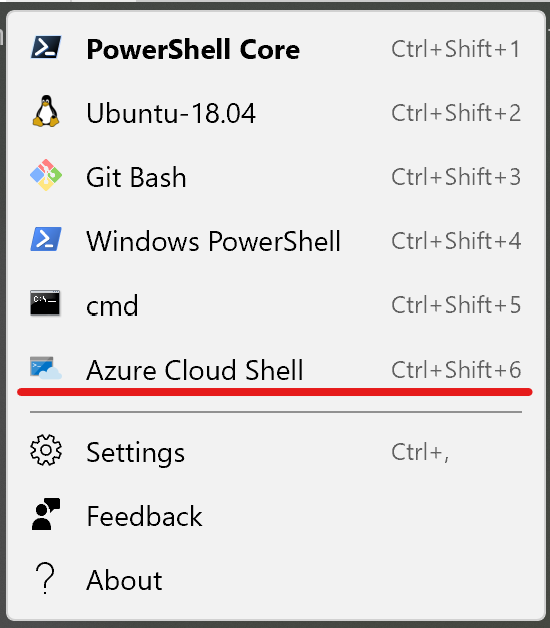 PowerShell Core Ctrl+Shift+1
Ubuntu-18.04 Ctrl+Shift+2
Git Bash Ctrl+Shift+3
Windows PowerShell Ctrl+Shift+4
cmd Ctrl+Shift+5
Azure Cloud Shell Ctrl+Shift+6
Settings Ctrl+,
Feedback
About